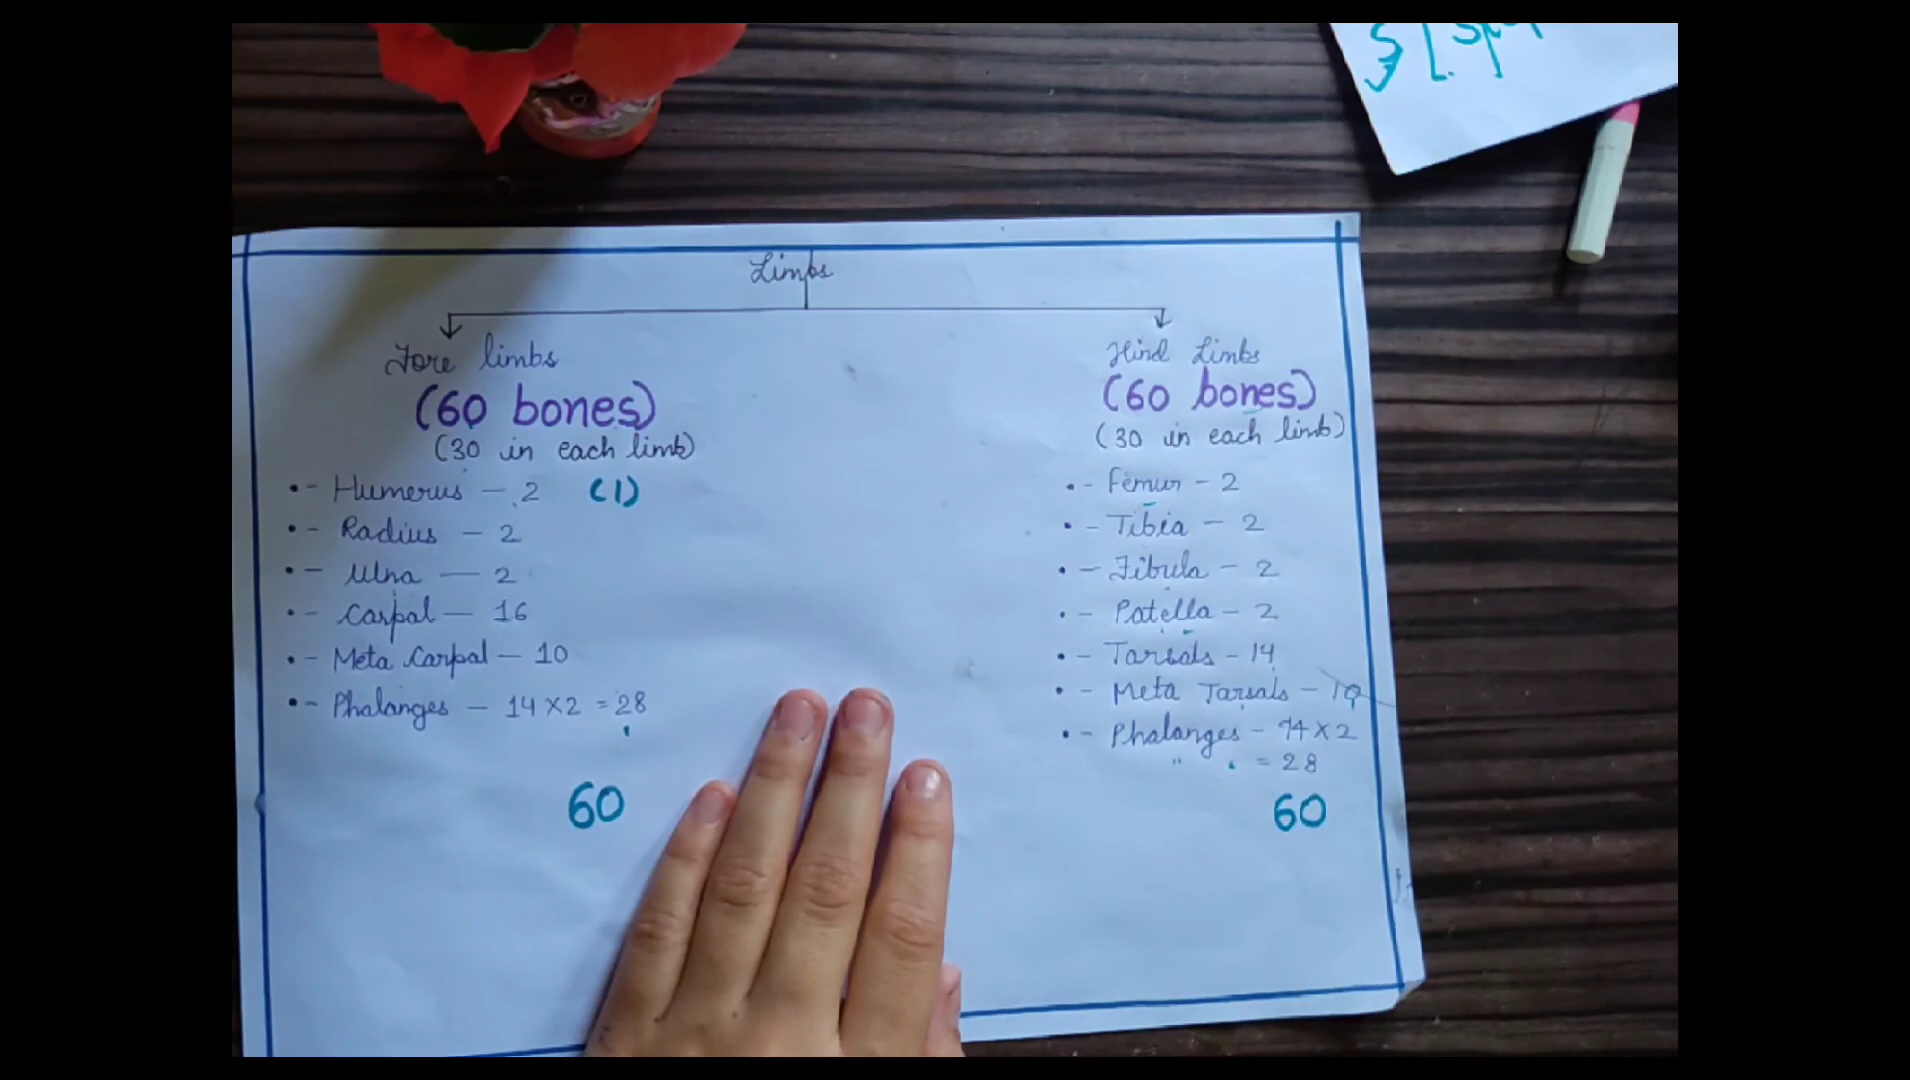 Limbs
Fore limbs
(60 bones)
(30 in each limb)
•- Humerus - 2 (1)
•- Radius - 2
•- Ulna - 2
•- Carpal - 16
•- Meta Carpal - 10
•- Phalanges - 14 x 2 = 28
60
Hind Limbs
(60 bones)
(30 in each limb)
•- Femur - 2
•- Tibia - 2
•- Fibula - 2
•- Patella - 2
•- Tarsals - 14
•- Meta Tarsals - 10
•- Phalanges - 14 x 2
= 28
60